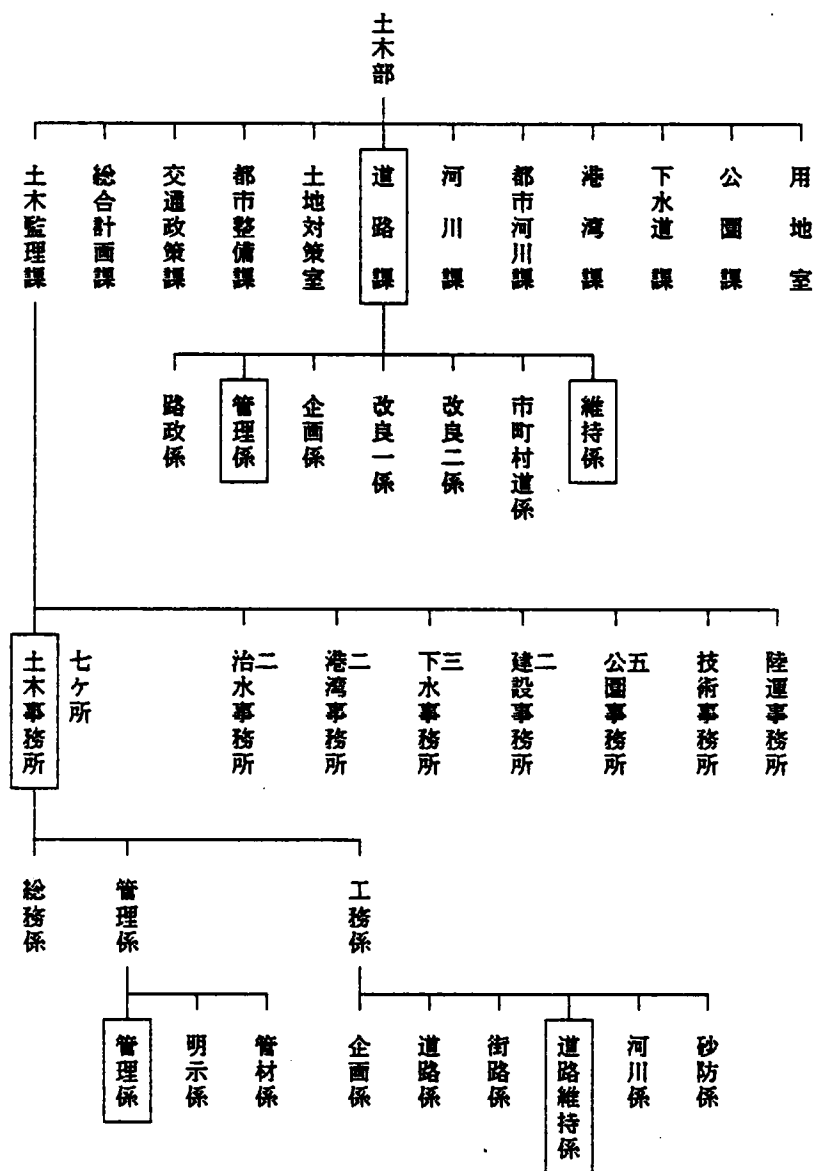 土木部
土木監理課
総合計画課
交通政策課
都市整備課
土地対策室
道路課
河川課
都市河川課
港湾課
下水道課
公園課
用地室
路政係
管理係
企画係
改良一係
改良二係
市町村道係
維持係
土木事務所
七ケ所
治水事務所
二
港湾事務所
二
下水事務所
三
建設事務所
二
公園事務所
五
技術事務所
陸運事務所
総務係
管理係
工務係
管理係
明示係
管材係
企画係
道路係
街路係
道路維持係
河川係
砂防係